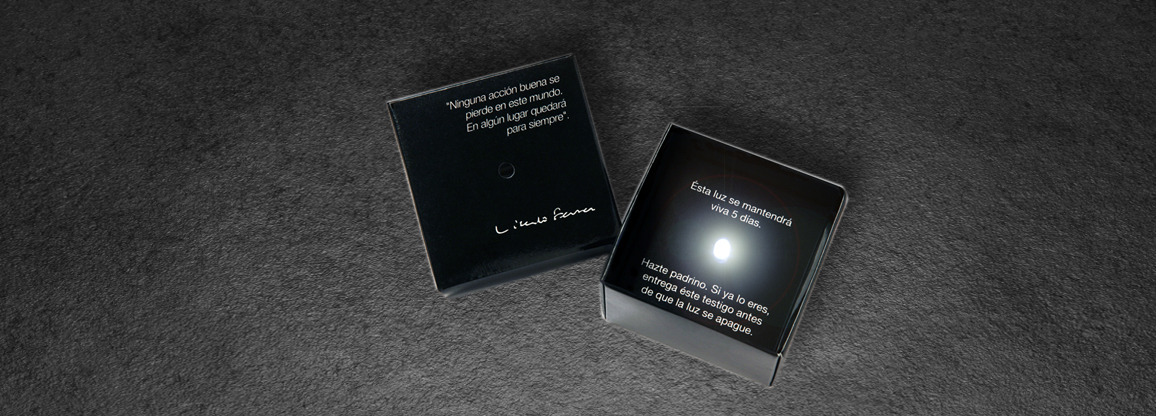 "Ninguna acción buena se
pierde en este mundo.
En algún lugar quedará
para siempre".
Ésta luz se mantendrá
viva 5 días.
Hazte padrino. Si ya lo eres,
entrega éste testigo antes
de que la luz se apague.